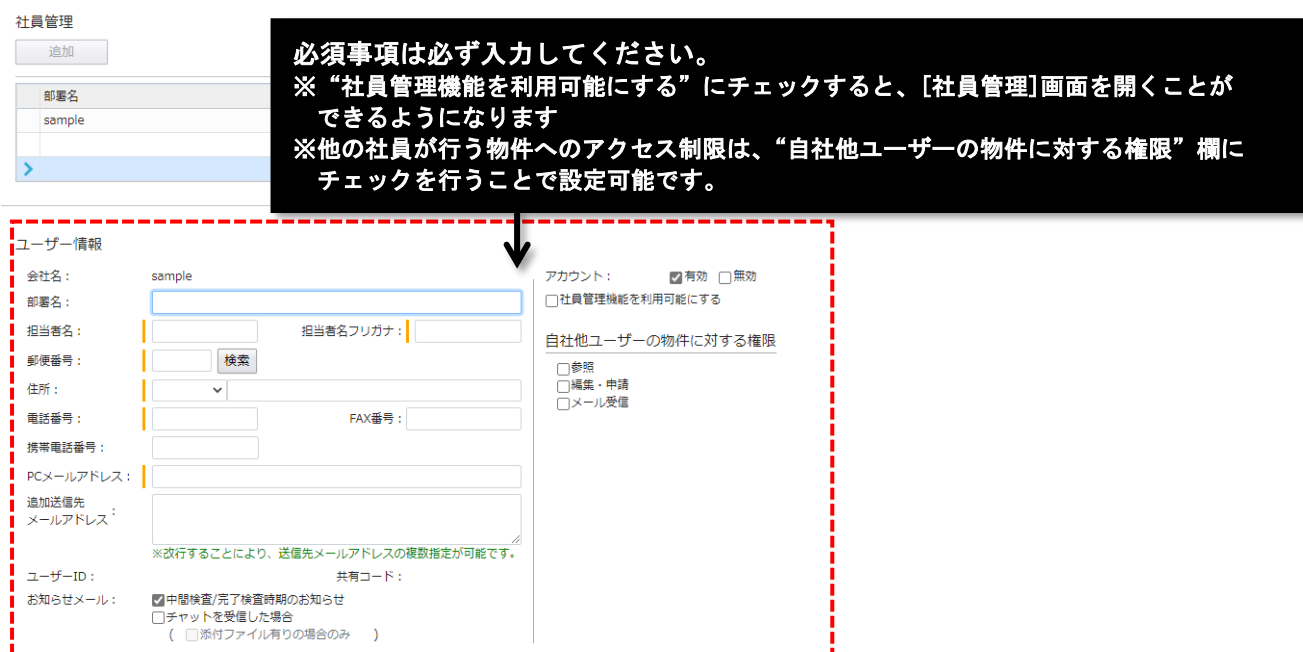 社員管理
追加
必須事項は必ず入力してください。
※“社員管理機能を利用可能にする”にチェックすると、[社員管理]画面を開くことが
できるようになります
※他の社員が行う物件へのアクセス制限は、“自社他ユーザーの物件に対する権限”欄に
チェックを行うことで設定可能です。
部署名
sample
ユーザー情報
会社名： sample
部署名：
担当者名： 担当者名フリガナ：
郵便番号： 検索
住所：
電話番号： FAX番号：
携帯電話番号：
PCメールアドレス：
追加送信先
メールアドレス：
※改行することにより、送信先メールアドレスの複数指定が可能です。
ユーザーID： 共有コード：
お知らせメール： 中間検査/完了検査時期のお知らせ
チャットを受信した場合
( 添付ファイル有りの場合のみ )
アカウント： 有効 無効
社員管理機能を利用可能にする
自社他ユーザーの物件に対する権限
参照
編集・申請
メール受信